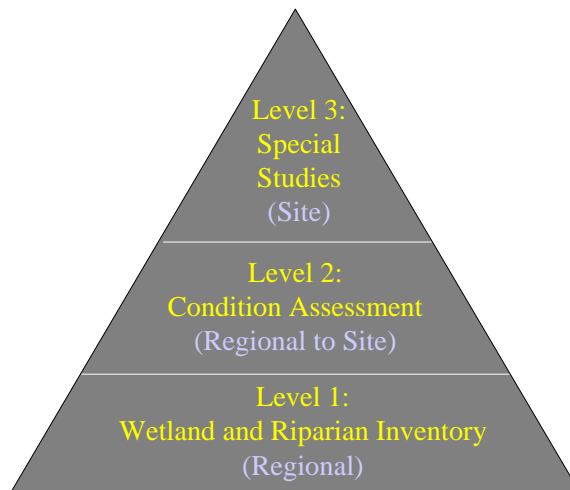 Level 3:
Special
Studies
(Site)
Level 2:
Condition Assessment
(Regional to Site)
Level 1:
Wetland and Riparian Inventory
(Regional)